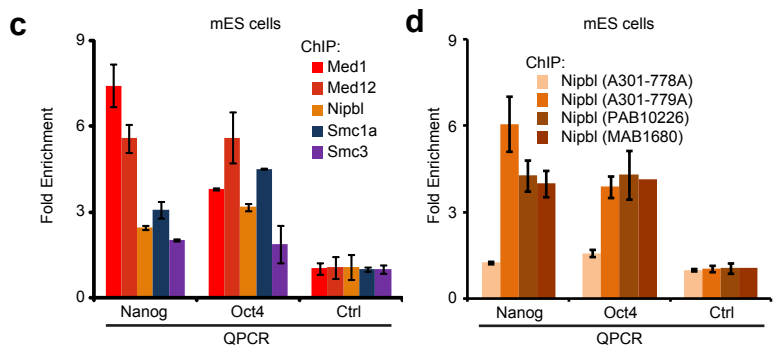 c
mES cells
ChIP:
Med1
Med12
Nipbl
Smc1a
Smc3
Fold Enrichment
9
6
3
0
Nanog
Oct4
Ctrl
QPCR
d
mES cells
ChIP:
Nipbl (A301-778A)
Nipbl (A301-779A)
Nipbl (PAB10226)
Nipbl (MAB1680)
Fold Enrichment
9
6
3
0
Nanog
Oct4
Ctrl
QPCR